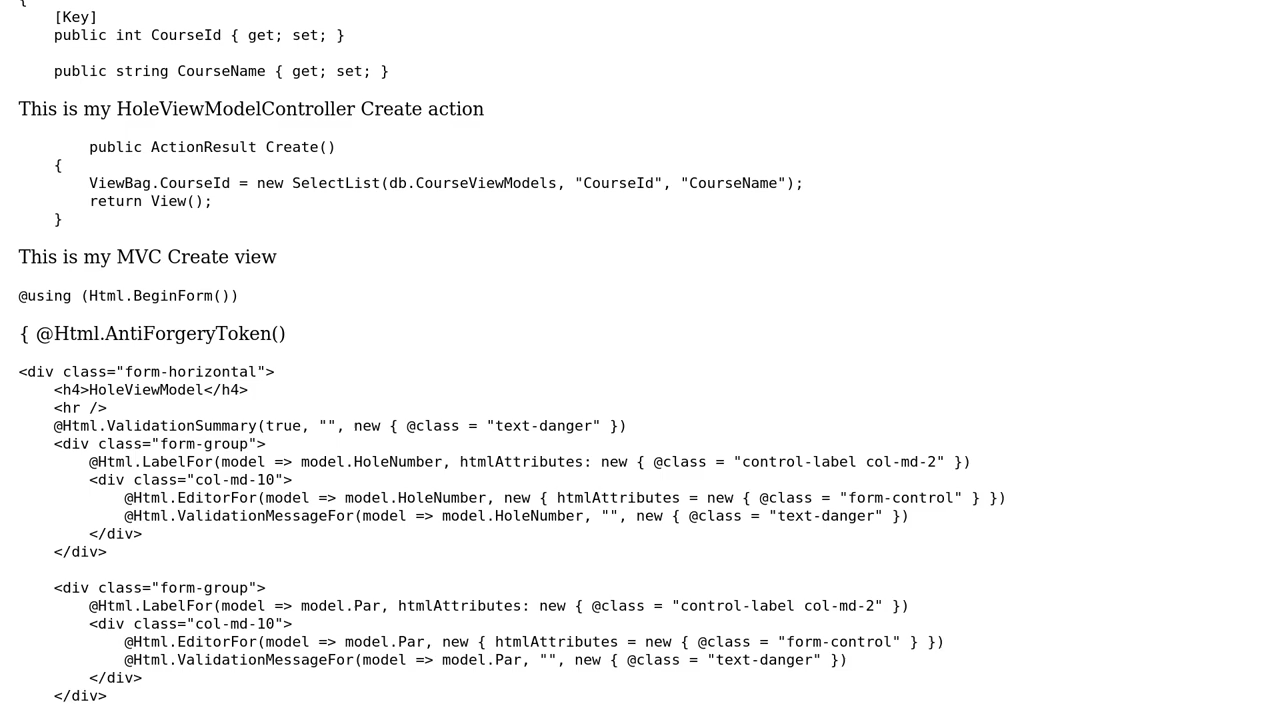 {
    [Key]
    public int CourseId { get; set; }

    public string CourseName { get; set; }
This is my HoleViewModelController Create action
        public ActionResult Create()
    {
        ViewBag.CourseId = new SelectList(db.CourseViewModels, "CourseId", "CourseName");
        return View();
    }
This is my MVC Create view
@using (Html.BeginForm())
{ @Html.AntiForgeryToken()
<div class="form-horizontal">
    <h4>HoleViewModel</h4>
    <hr />
    @Html.ValidationSummary(true, "", new { @class = "text-danger" })
    <div class="form-group">
        @Html.LabelFor(model => model.HoleNumber, htmlAttributes: new { @class = "control-label col-md-2" })
        <div class="col-md-10">
            @Html.EditorFor(model => model.HoleNumber, new { htmlAttributes = new { @class = "form-control" } })
            @Html.ValidationMessageFor(model => model.HoleNumber, "", new { @class = "text-danger" })
        </div>
    </div>

    <div class="form-group">
        @Html.LabelFor(model => model.Par, htmlAttributes: new { @class = "control-label col-md-2" })
        <div class="col-md-10">
            @Html.EditorFor(model => model.Par, new { htmlAttributes = new { @class = "form-control" } })
            @Html.ValidationMessageFor(model => model.Par, "", new { @class = "text-danger" })
        </div>
    </div>